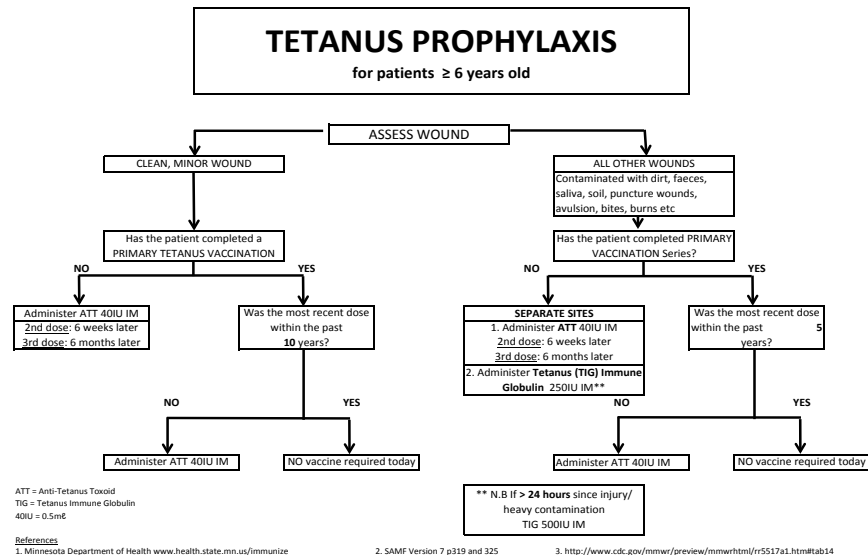 TETANUS PROPHYLAXIS
for patients ≥ 6 years old
ASSESS WOUND
CLEAN, MINOR WOUND
Has the patient completed a
PRIMARY TETANUS VACCINATION
NO
YES
Administer ATT 40IU IM
2nd dose: 6 weeks later
3rd dose: 6 months later
Was the most recent dose
within the past
10 years?
NO
YES
Administer ATT 40IU IM
NO vaccine required today
ALL OTHER WOUNDS
Contaminated with dirt, faeces,
saliva, soil, puncture wounds,
avulsion, bites, burns etc
Has the patient completed PRIMARY
VACCINATION Series?
NO
YES
SEPARATE SITES
1. Administer ATT 40IU IM
2nd dose: 6 weeks later
3rd dose: 6 months later
2. Administer Tetanus (TIG) Immune
Globulin 250IU IM**
Was the most recent dose
within the past 5
years?
NO
YES
Administer ATT 40IU IM
NO vaccine required today
** N.B If > 24 hours since injury/
heavy contamination
TIG 500IU IM
ATT = Anti-Tetanus Toxoid
TIG = Tetanus Immune Globulin
40IU = 0.5mℓ
References
1. Minnesota Department of Health www.health.state.mn.us/immunize
2. SAMF Version 7 p319 and 325
3. http://www.cdc.gov/mmwr/preview/mmwrhtml/rr5517a1.htm#tab14